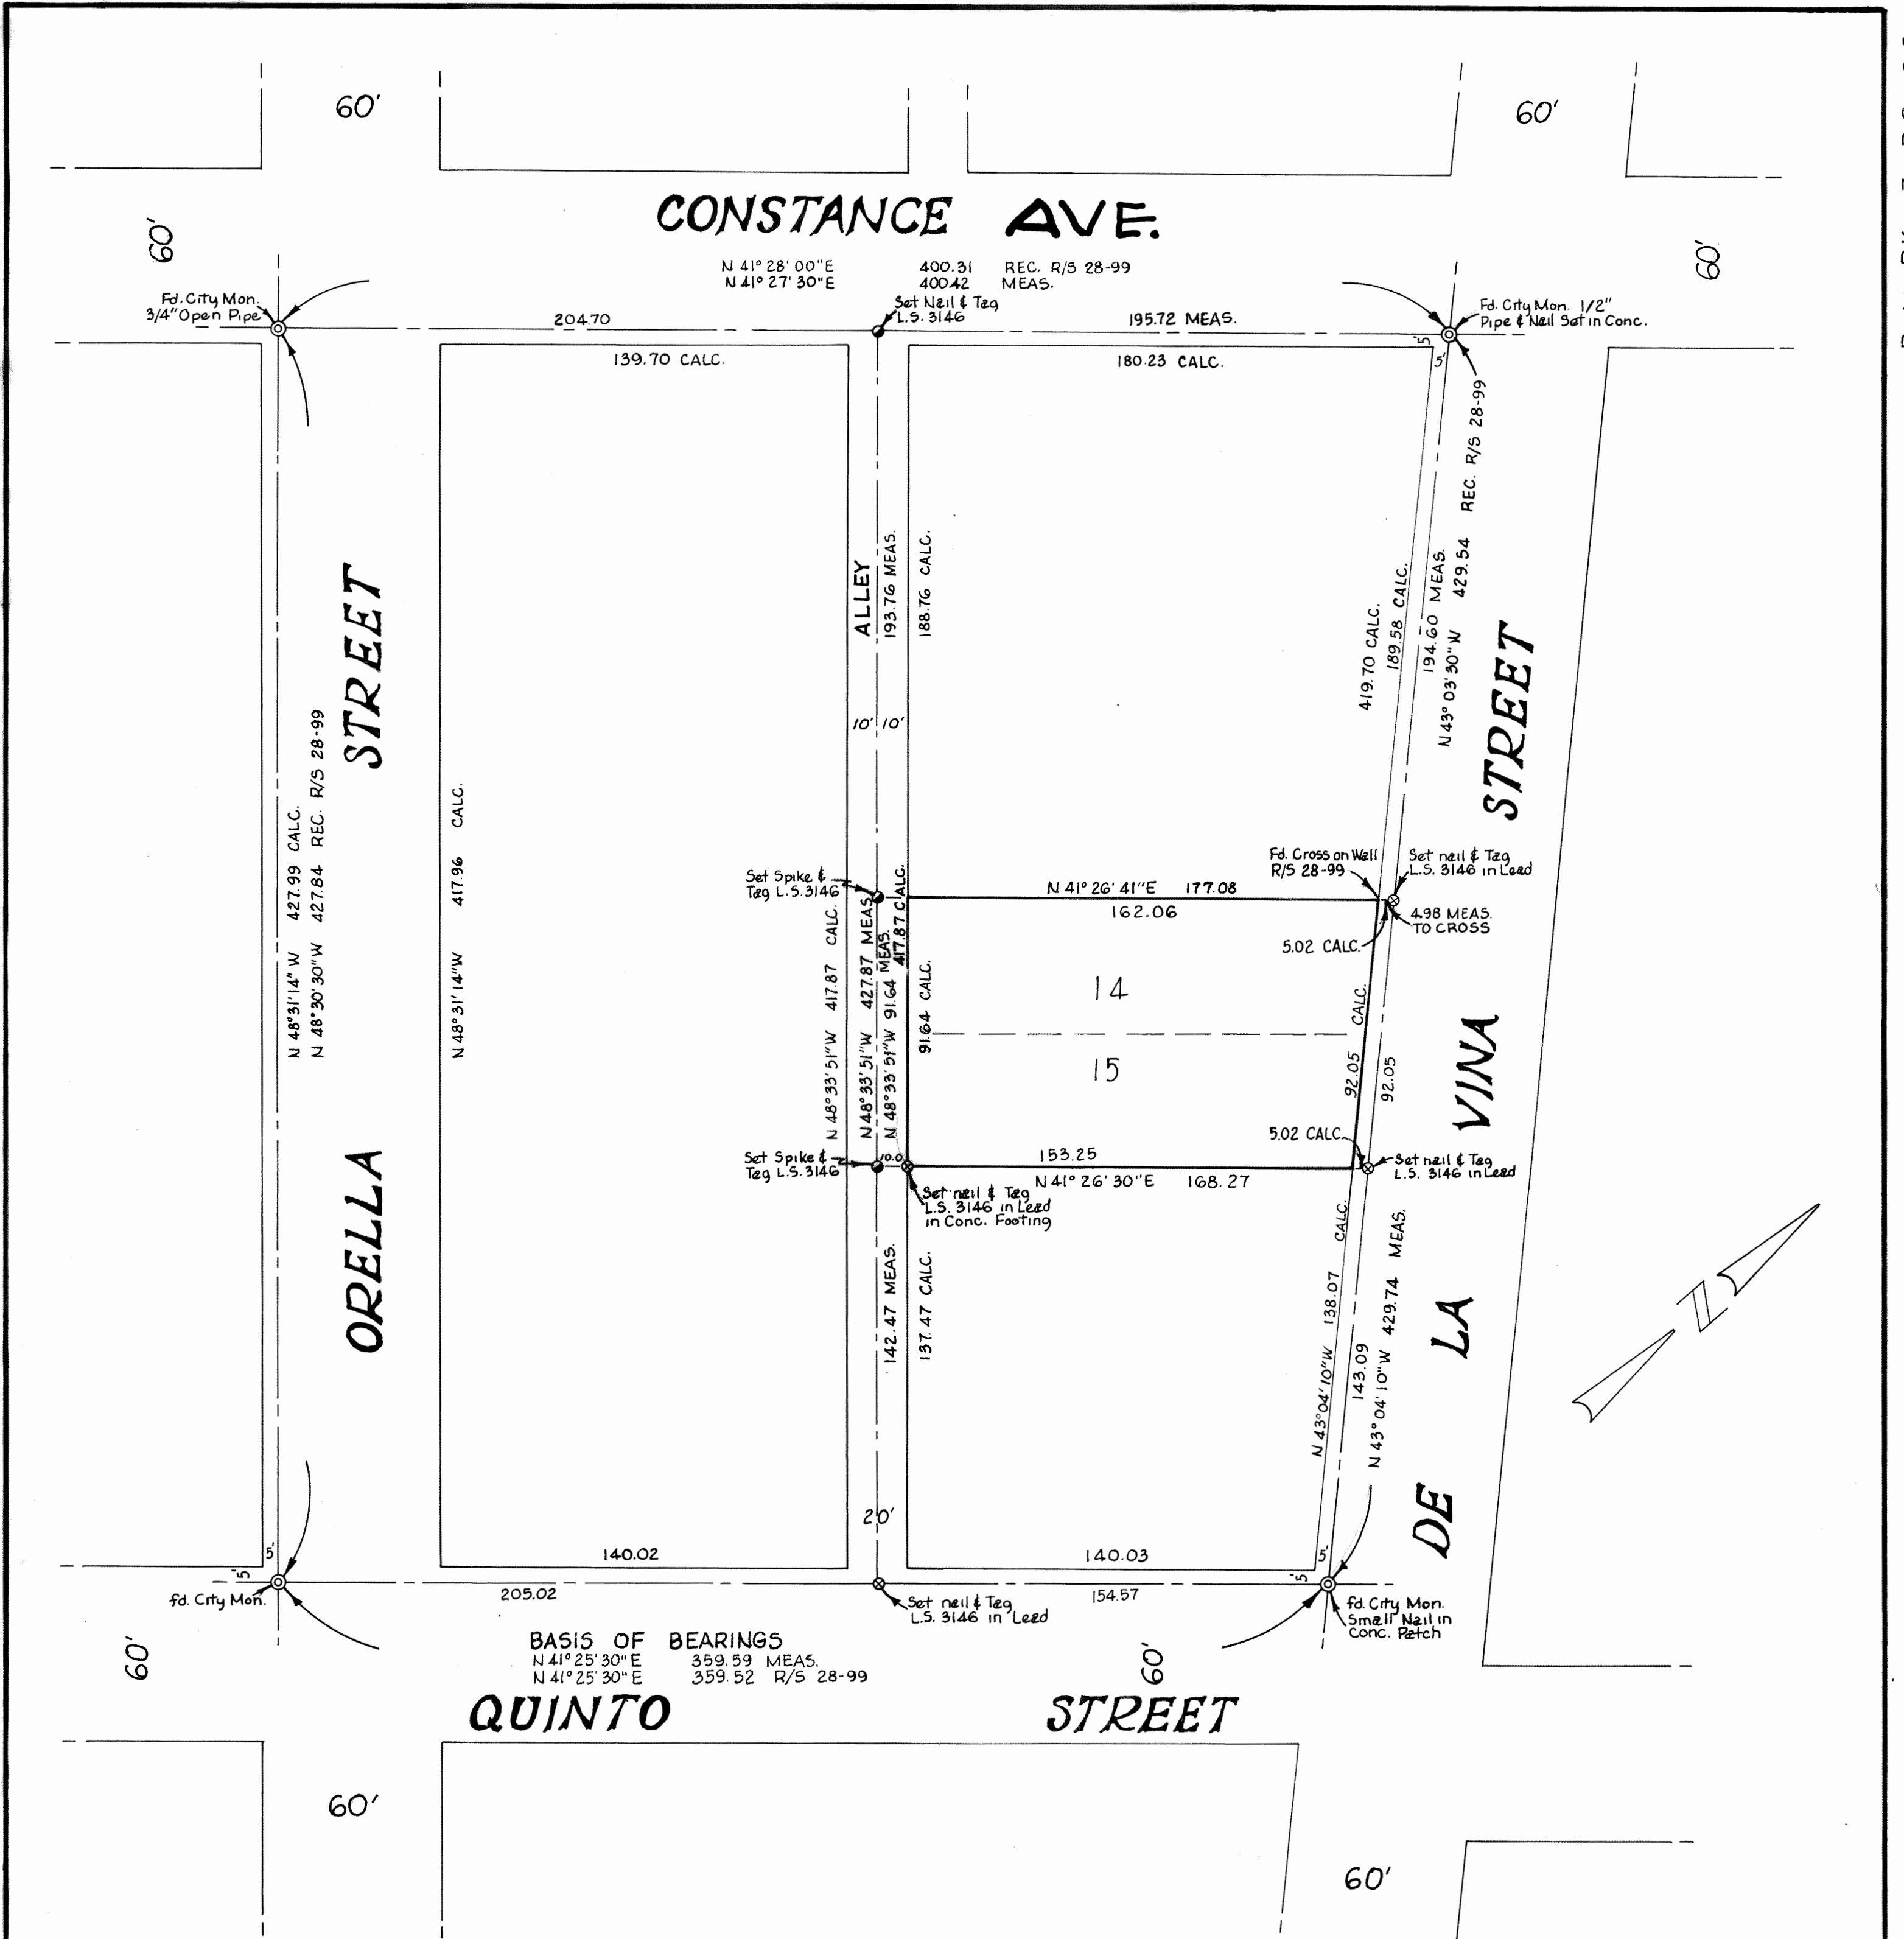 60'
60'
CONSTANCE AVE.
60'
60'
N 41° 28' 00"E 400.31 REC. R/S 28-99
N 41° 27' 30"E 400.42 MEAS.
Fd. City Mon.
3/4" Open Pipe
Set Nail & Tag
L.S. 3146
Fd. City Mon. 1/2"
Pipe & Nail Set in Conc.
204.70
195.72 MEAS.
139.70 CALC.
180.23 CALC.
5'
5'
ORELLA STREET
N 48° 31' 14" W 427.99 CALC.
N 48° 30' 30" W 427.84 REC. R/S 28-99
N 48° 31' 14" W 417.96 CALC.
ALLEY
193.76 MEAS.
188.76 CALC.
10' 10'
419.70 CALC.
189.58 CALC.
194.60 MEAS.
N 43° 03' 30" W 429.54 REC. R/S 28-99
DE LA VINA STREET
Set Spike &
Tag L.S. 3146
Fd. Cross on Wall
R/S 28-99
Set nail & Tag
L.S. 3146 in Lead
N 41° 26' 41"E 177.08
162.06
4.98 MEAS.
TO CROSS
5.02 CALC.
N 48° 33' 51" W 417.87 CALC.
N 48° 33' 51" W 427.87 MEAS.
N 48° 33' 51" W 91.64 MEAS.
417.87 CALC.
91.64 CALC.
14
15
92.05 CALC.
92.05
5.02 CALC.
153.25
Set Spike &
Tag L.S. 3146
10.0
N 41° 26' 30"E 168.27
Set nail & Tag
L.S. 3146 in Lead
Set nail & Tag
L.S. 3146 in Lead
in Conc. Footing
142.47 MEAS.
137.47 CALC.
N 43° 04' 10" W 138.07 CALC.
143.09
N 43° 04' 10" W 429.74 MEAS.
N
20'
5'
5'
140.02
140.03
5'
5'
fd. City Mon.
205.02
154.57
Set nail & Tag
L.S. 3146 in Lead
fd. City Mon.
Small Nail in
Conc. Patch
60'
BASIS OF BEARINGS
N 41° 25' 30" E 359.59 MEAS.
N 41° 25' 30" E 359.52 R/S 28-99
60'
QUINTO STREET
60'
60'